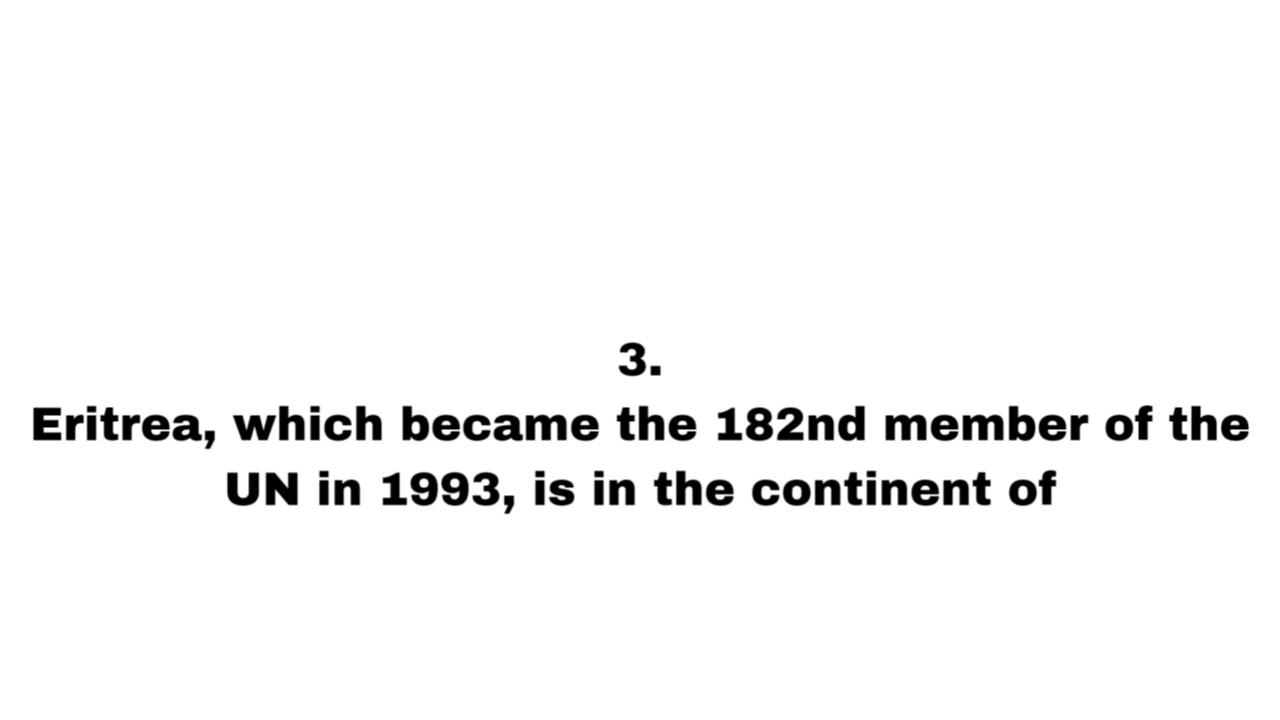 3.
Eritrea, which became the 182nd member of the
UN in 1993, is in the continent of